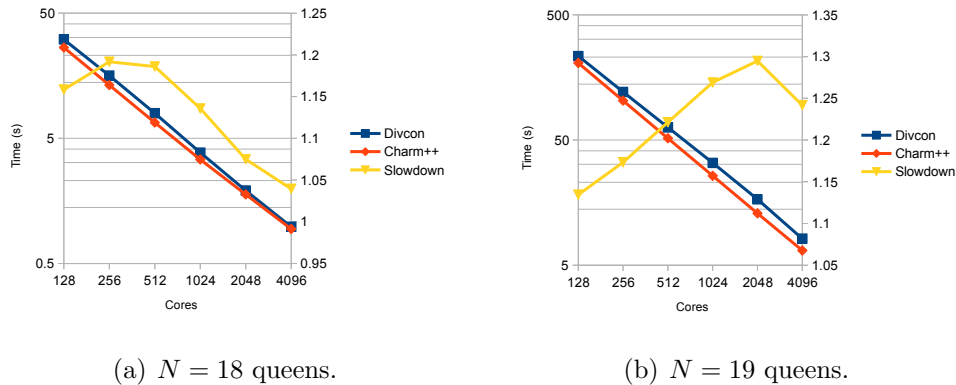 50
5
0.5
Time (s)
1.25
1.2
1.15
1.1
1.05
1
0.95
128 256 512 1024 2048 4096
Cores
Divcon
Charm++
Slowdown
(a) N = 18 queens.
500
50
5
Time (s)
1.35
1.3
1.25
1.2
1.15
1.1
1.05
128 256 512 1024 2048 4096
Cores
Divcon
Charm++
Slowdown
(b) N = 19 queens.